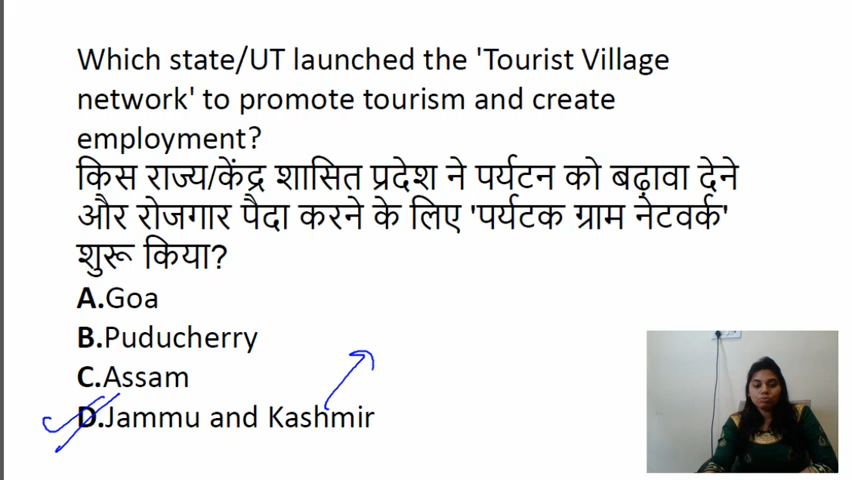 Which state/UT launched the 'Tourist Village
network' to promote tourism and create
employment?
किस राज्य/केंद्र शासित प्रदेश ने पर्यटन को बढ़ावा देने
और रोजगार पैदा करने के लिए 'पर्यटक ग्राम नेटवर्क'
शुरू किया?
A.Goa
B.Puducherry
C.Assam
D.Jammu and Kashmir